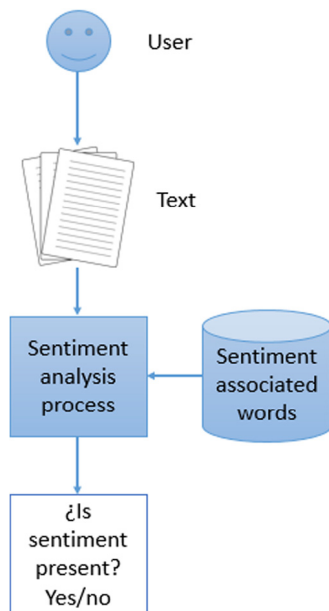 User
Text
Sentiment
analysis
process
Sentiment
associated
words
¿Is
sentiment
present?
Yes/no